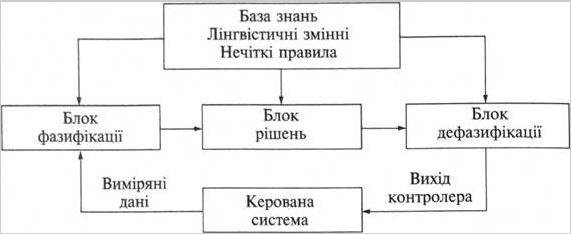 База знань
Лінгвістичні змінні
Нечіткі правила
Блок
фазифікації
Блок
рішень
Блок
дефазифікації
Виміряні
дані
Керована
система
Вихід
контролера